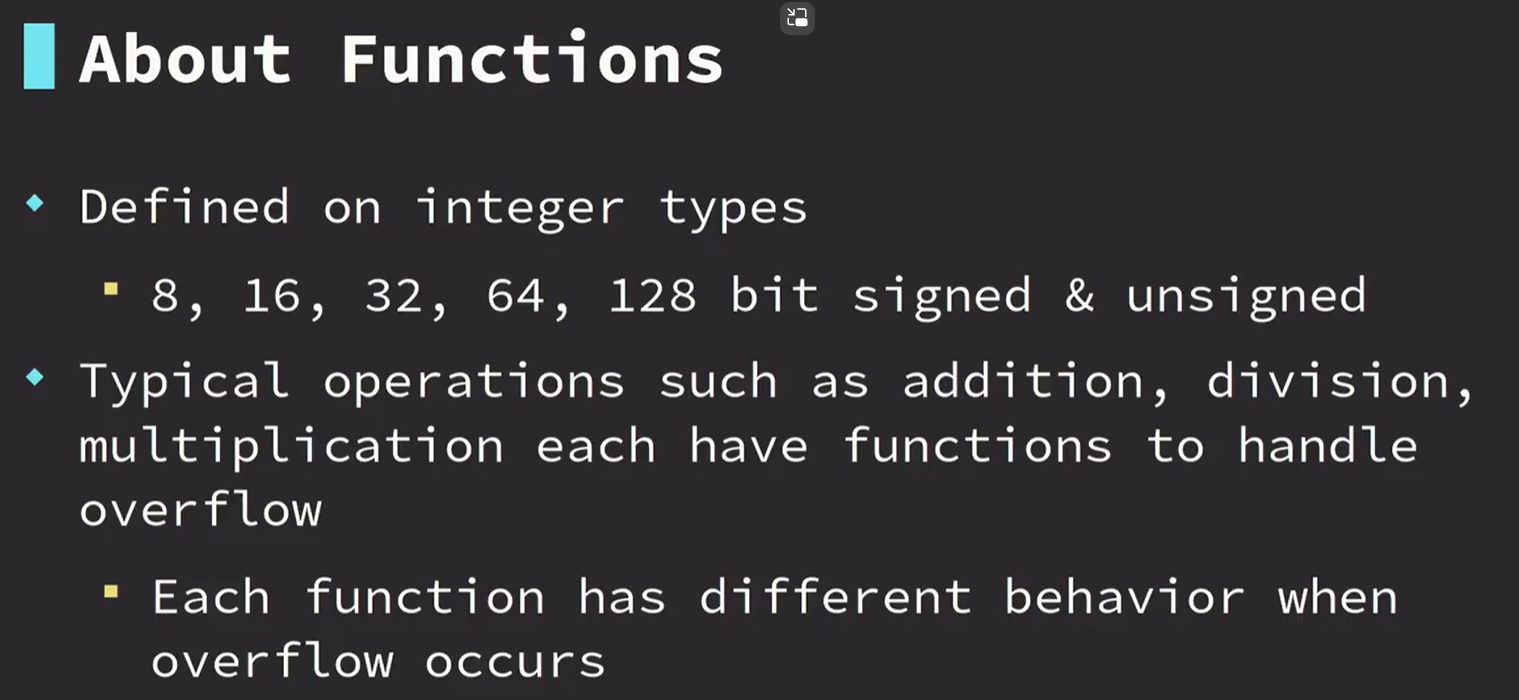 About Functions
Defined on integer types
8, 16, 32, 64, 128 bit signed & unsigned
Typical operations such as addition, division,
multiplication each have functions to handle
overflow
Each function has different behavior when
overflow occurs